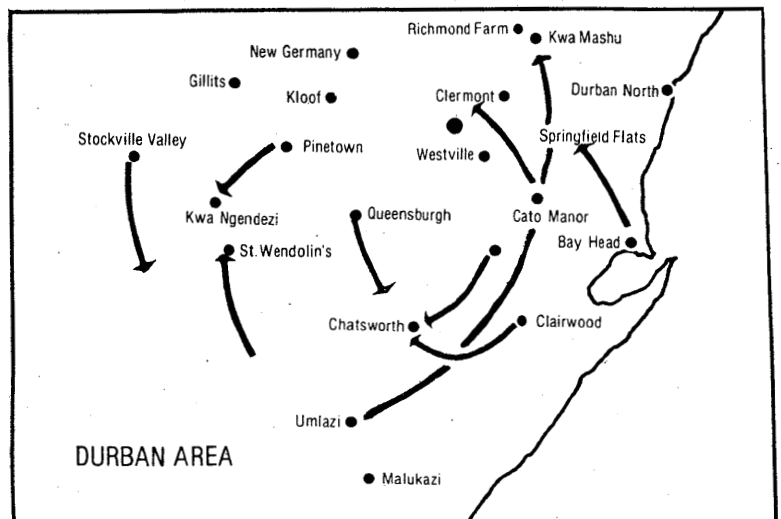 Richmond Farm
Kwa Mashu
New Germany
Gillits
Kloof
Clermont
Durban North
Stockville Valley
Pinetown
Westville
Springfield Flats
Kwa Ngendezi
Queensburgh
Cato Manor
St. Wendolin's
Bay Head
Chatsworth
Clairwood
Umlazi
DURBAN AREA
Malukazi